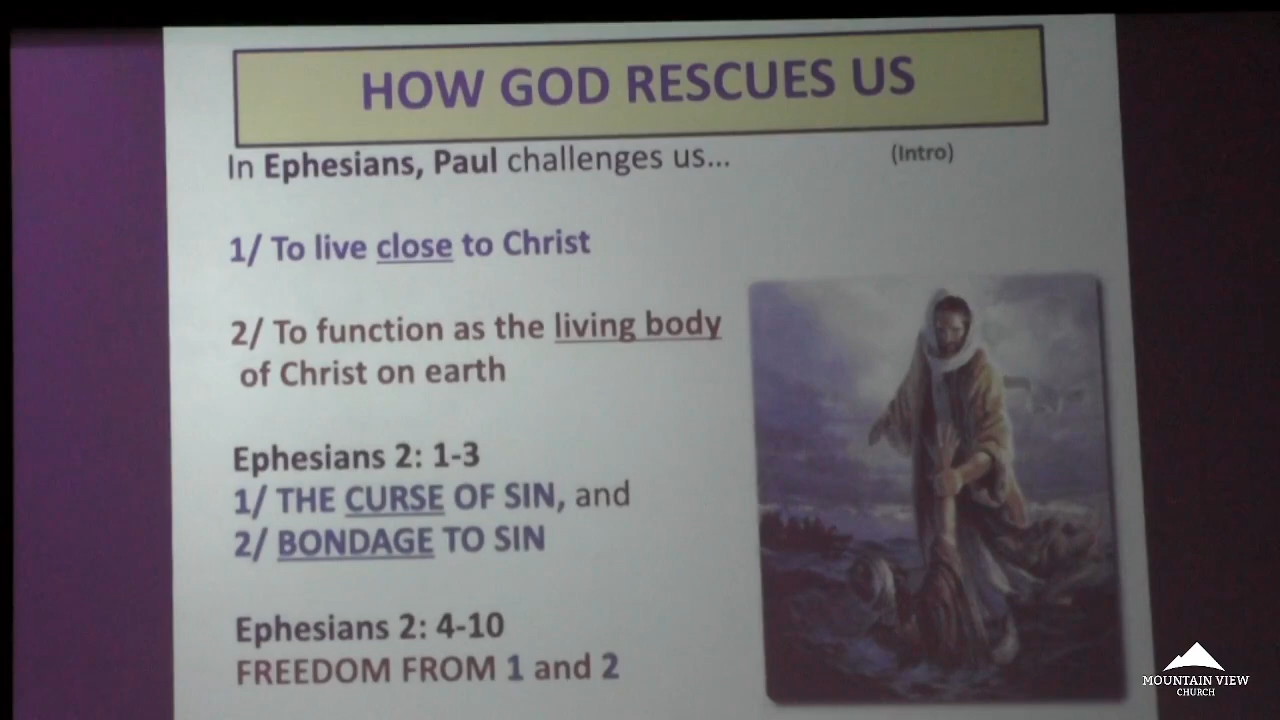 HOW GOD RESCUES US
In Ephesians, Paul challenges us...
(Intro)
1/ To live close to Christ
2/ To function as the living body
of Christ on earth
Ephesians 2: 1-3
1/ THE CURSE OF SIN, and
2/ BONDAGE TO SIN
Ephesians 2: 4-10
FREEDOM FROM 1 and 2
MOUNTAIN VIEW
CHURCH